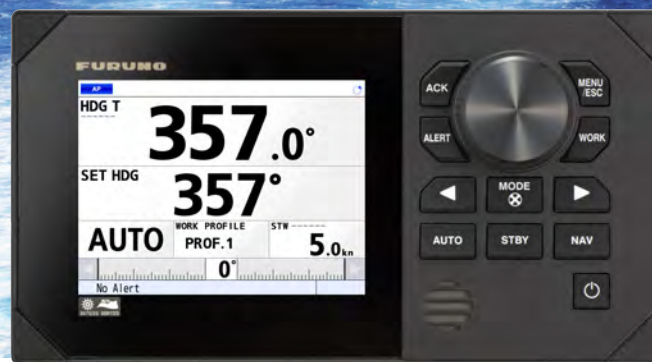 FURUNO
AP
HDG T
------
357.0°
SET HDG
357°
AUTO
WORK PROFILE
PROF.1
STW ------
5.0kn
0°
No Alert
ACK
MENU
/ESC
ALERT
WORK
MODE
AUTO
STBY
NAV